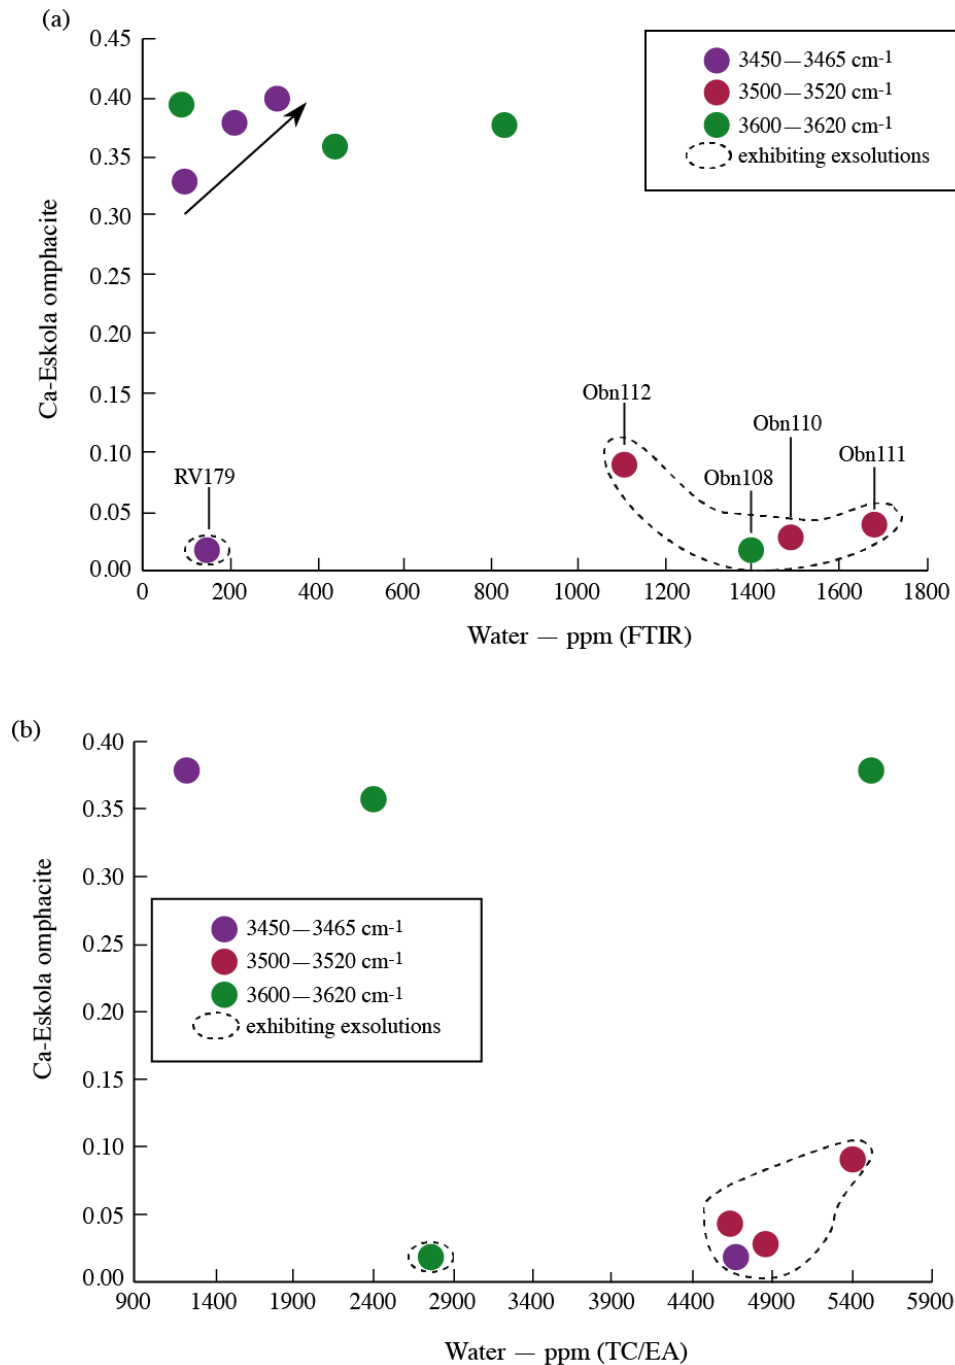 (a)
0.45
0.40
0.35
0.30
0.25
0.20
0.15
0.10
0.05
0.00
Ca-Eskola omphacite
3450—3465 cm-1
3500—3520 cm-1
3600—3620 cm-1
exhibiting exsolutions
RV179
Obn112
Obn108
Obn110
Obn111
0 200 400 600 800 1000 1200 1400 1600 1800
Water — ppm (FTIR)
(b)
0.40
0.35
0.30
0.25
0.20
0.15
0.10
0.05
0.00
Ca-Eskola omphacite
3450—3465 cm-1
3500—3520 cm-1
3600—3620 cm-1
exhibiting exsolutions
900 1400 1900 2400 2900 3400 3900 4400 4900 5400 5900
Water — ppm (TC/EA)